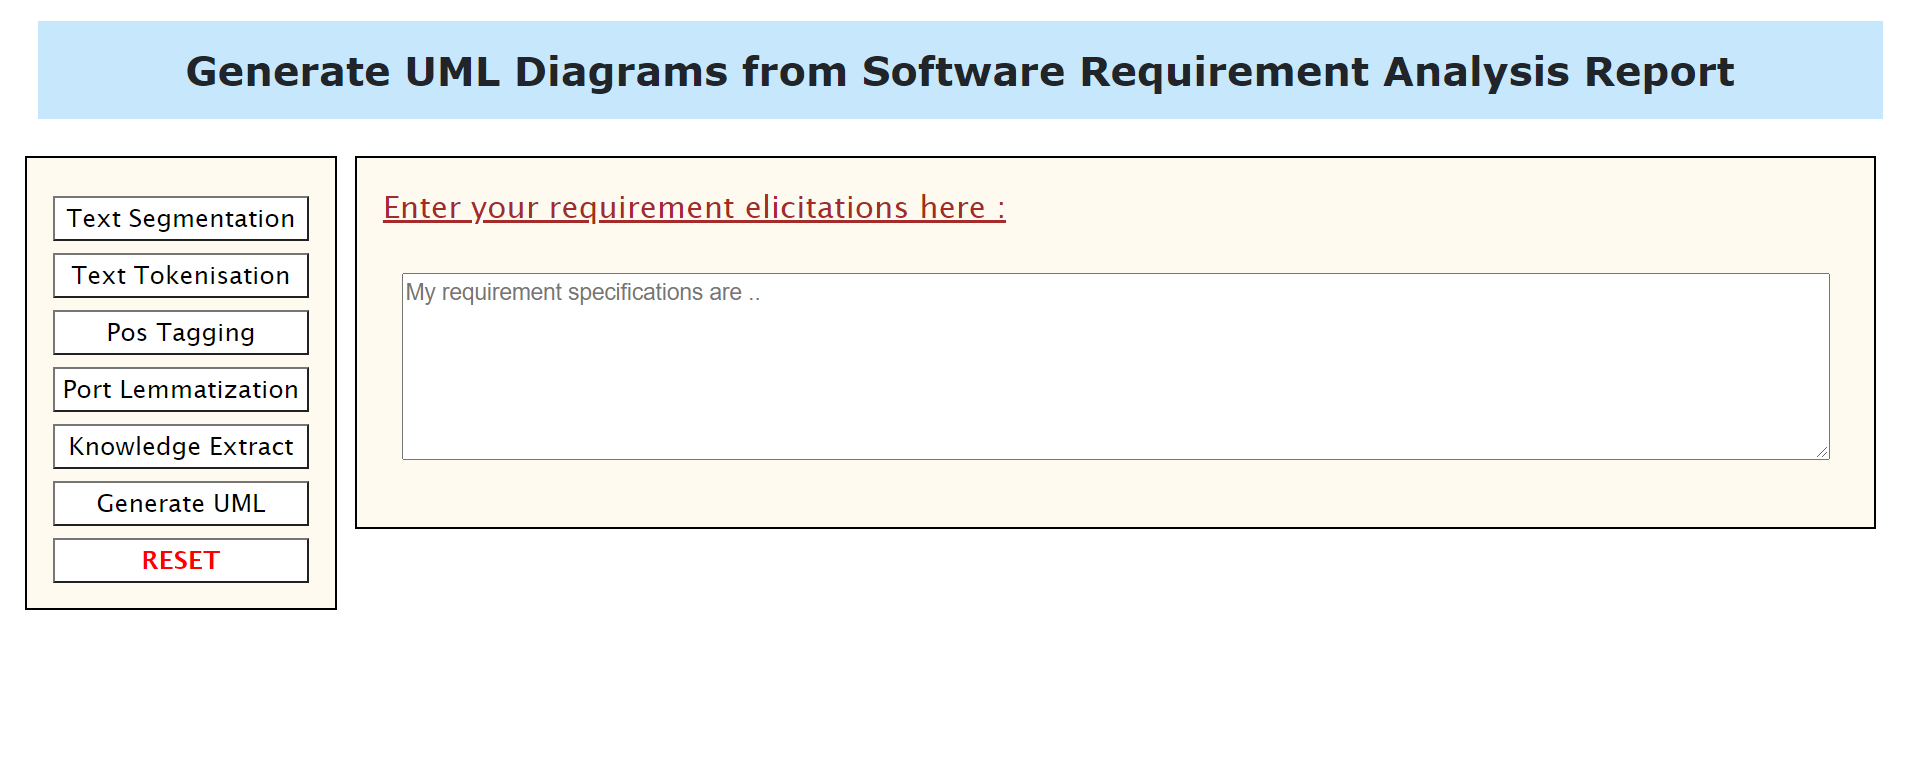 Generate UML Diagrams from Software Requirement Analysis Report
Text Segmentation
Text Tokenisation
Pos Tagging
Port Lemmatization
Knowledge Extract
Generate UML
RESET
Enter your requirement elicitations here :
My requirement specifications are ..